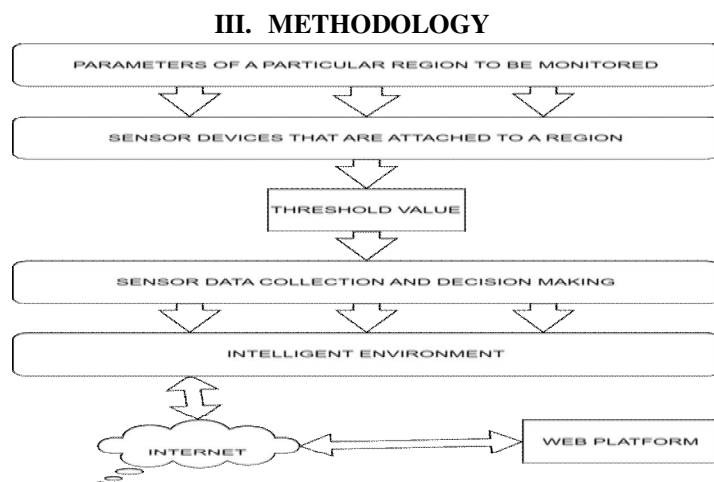 III. METHODOLOGY
PARAMETERS OF A PARTICULAR REGION TO BE MONITORED
SENSOR DEVICES THAT ARE ATTACHED TO A REGION
THRESHOLD VALUE
SENSOR DATA COLLECTION AND DECISION MAKING
INTELLIGENT ENVIRONMENT
INTERNET
WEB PLATFORM